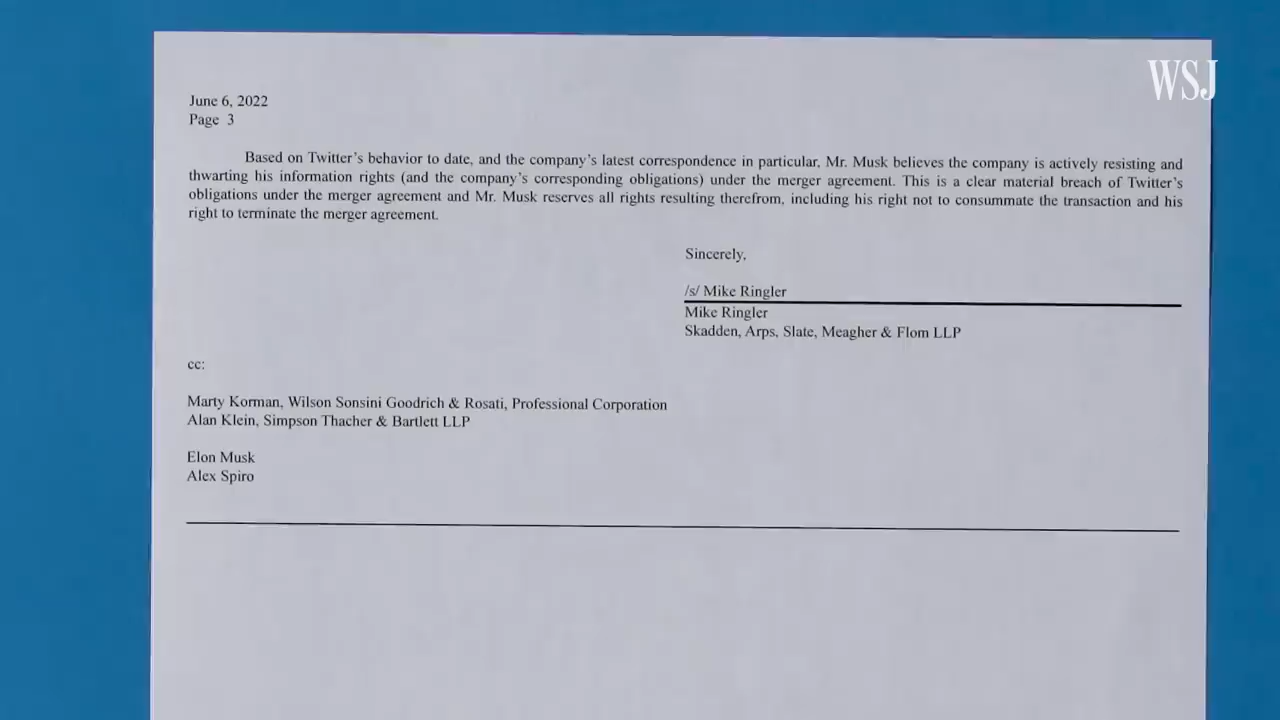 WSJ
June 6, 2022
Page 3
Based on Twitter's behavior to date, and the company's latest correspondence in particular, Mr. Musk believes the company is actively resisting and
thwarting his information rights (and the company's corresponding obligations) under the merger agreement. This is a clear material breach of Twitter's
obligations under the merger agreement and Mr. Musk reserves all rights resulting therefrom, including his right not to consummate the transaction and his
right to terminate the merger agreement.
Sincerely,
/s/ Mike Ringler
Mike Ringler
Skadden, Arps, Slate, Meagher & Flom LLP
cc:
Marty Korman, Wilson Sonsini Goodrich & Rosati, Professional Corporation
Alan Klein, Simpson Thacher & Bartlett LLP
Elon Musk
Alex Spiro